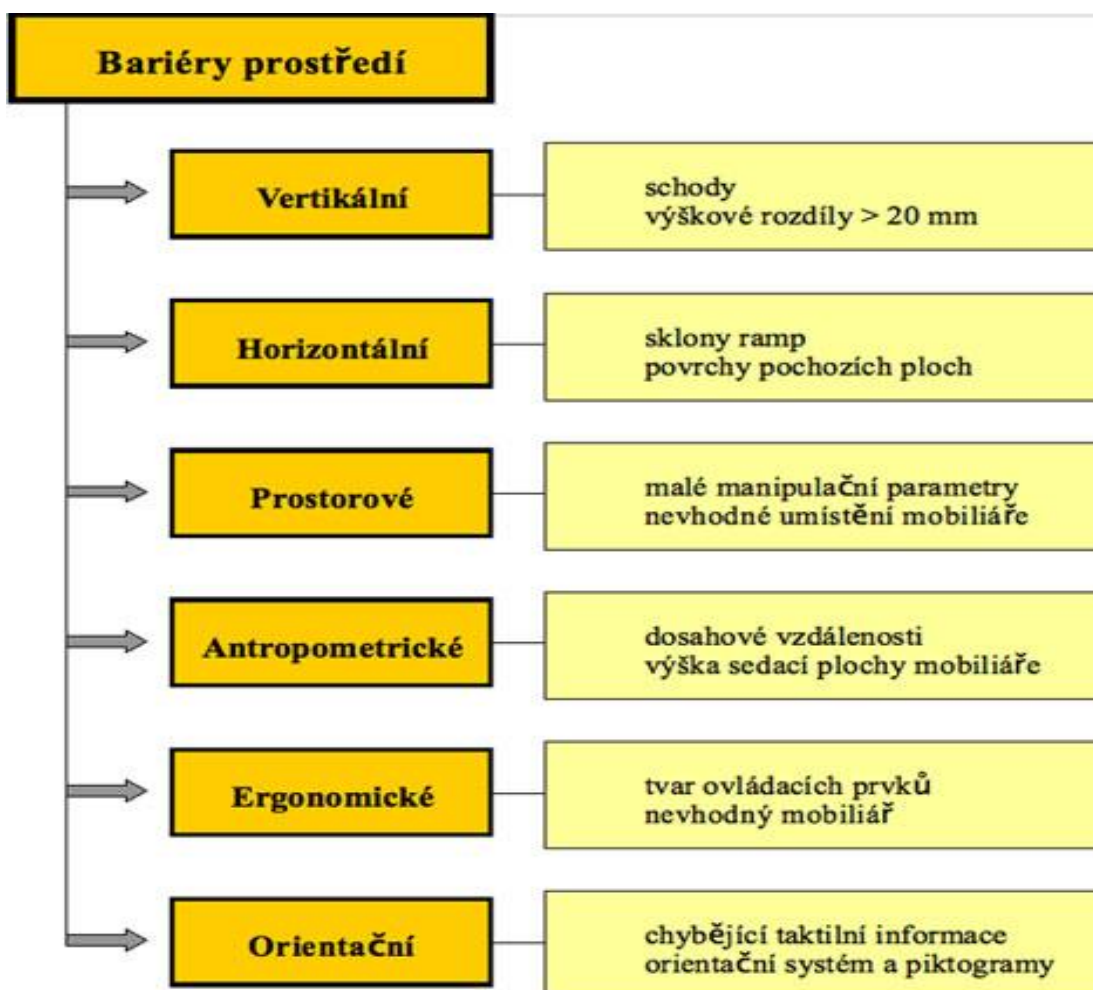 Bariéry prostředí
Vertikální
schody
výškové rozdíly > 20 mm
Horizontální
sklony ramp
povrchy pochozích ploch
Prostorové
malé manipulační parametry
nevhodné umístění mobiliáře
Antropometrické
dosahové vzdálenosti
výška sedací plochy mobiliáře
Ergonomické
tvar ovládacích prvků
nevhodný mobiliář
Orientační
chybějící taktilní informace
orientační systém a piktogramy